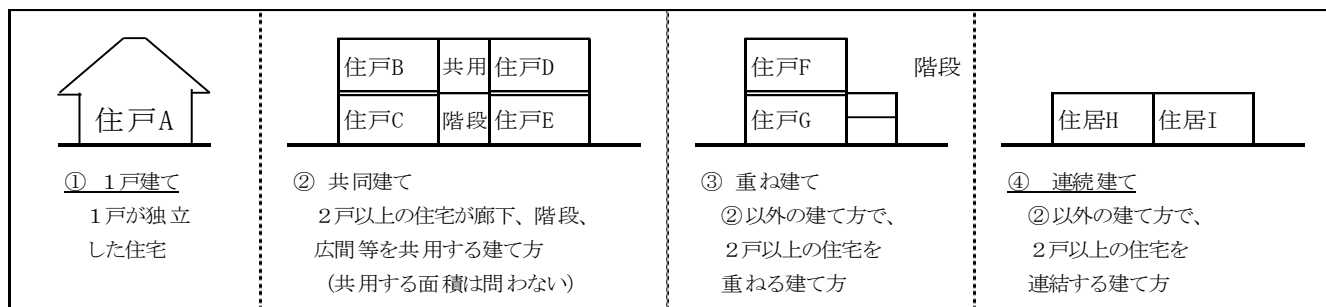 住戸A
① 1戸建て
1戸が独立
した住宅
住戸B 共用 住戸D
住戸C 階段 住戸E
② 共同建て
2戸以上の住宅が廊下、階段、
広間等を共用する建て方
(共用する面積は問わない)
住戸F 階段
住戸G
③ 重ね建て
②以外の建て方で、
2戸以上の住宅を
重ねる建て方
住居H 住居I
④ 連続建て
②以外の建て方で、
2戸以上の住宅を
連結する建て方